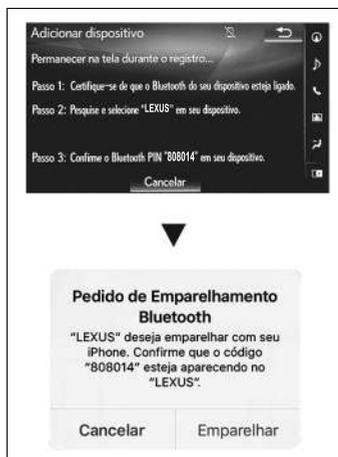 Adicionar dispositivo
Permanecer na tela durante o registro...
Passo 1: Certifique-se de que o Bluetooth do seu dispositivo esteja ligado.
Passo 2: Pesquise e selecione "LEXUS" em seu dispositivo.
Passo 3: Confirme o Bluetooth PIN "808014" em seu dispositivo.
Cancelar
Pedido de Emparelhamento
Bluetooth
"LEXUS" deseja emparelhar com seu
iPhone. Confirme que o código
"808014" esteja aparecendo no
"LEXUS".
Cancelar Emparelhar